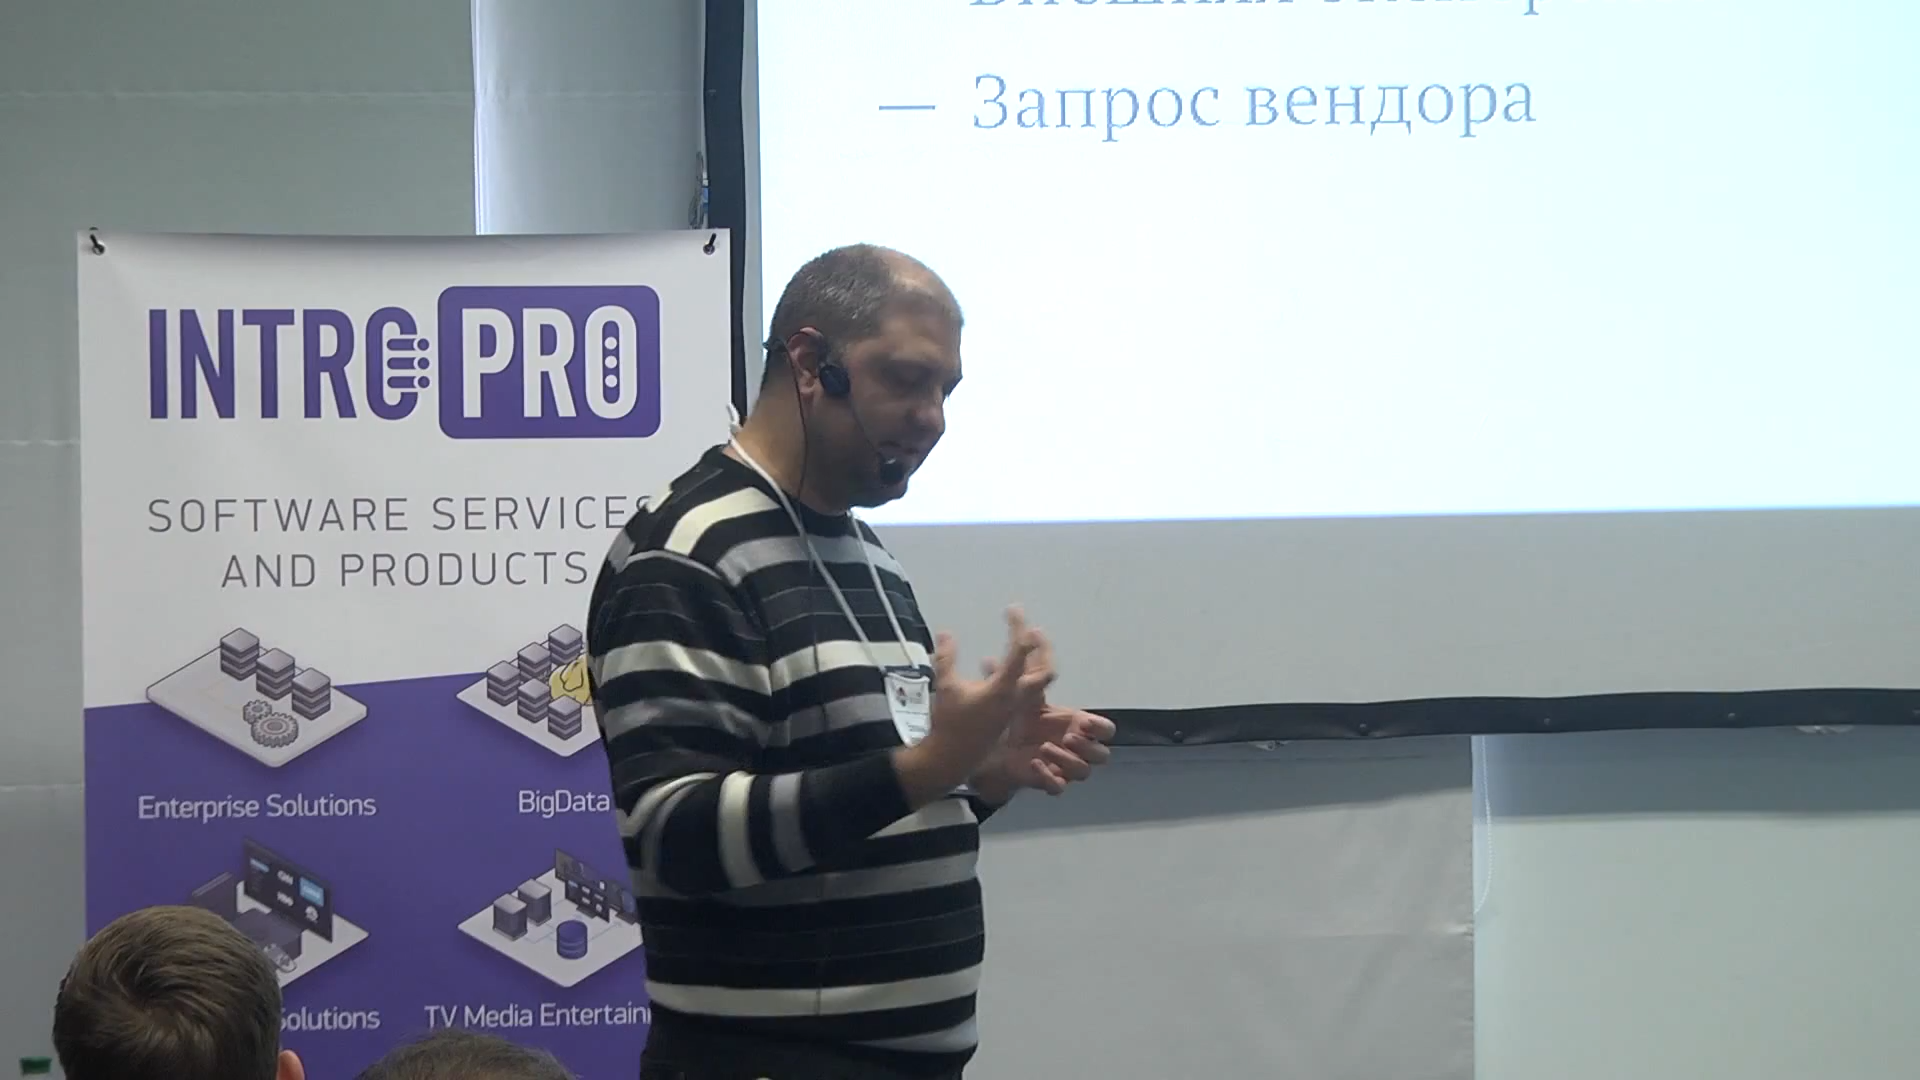 — Запрос вендора
INTRO PRO
SOFTWARE SERVICES
AND PRODUCTS
Enterprise Solutions
BigData
Solutions
TV Media Entertain